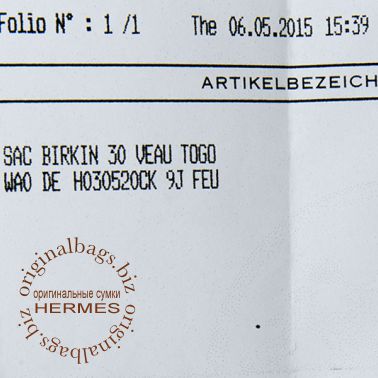 Folio N° : 1 /1 The 06.05.2015 15:39
ARTIKELBEZEICH
SAC BIRKIN 30 VEAU TOGO
WAO DE H030520CK 9J FEU
originalbags.biz originalbags.biz
оригинальные сумки
HERMES